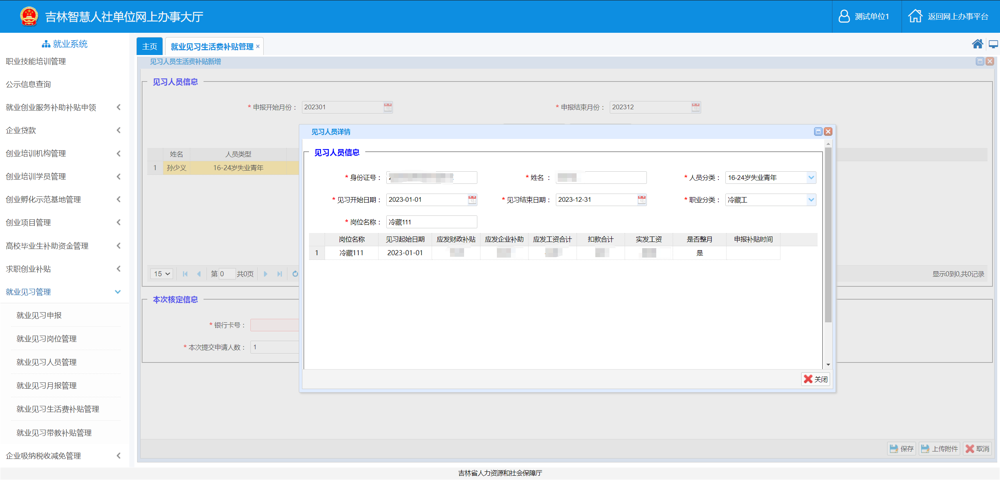 吉林智慧人社单位网上办事大厅
测试单位1
返回网上办事平台
就业系统
职业技能培训管理
公示信息查询
就业创业服务补助补贴申领
企业贷款
创业培训机构管理
创业培训学员管理
创业孵化示范基地管理
创业项目管理
高校毕业生补助资金管理
求职创业补贴
就业见习管理
就业见习申报
就业见习岗位管理
就业见习人员管理
就业见习月报管理
就业见习生活费补贴管理
就业见习带教补贴管理
企业吸纳税收减免管理
主页
就业见习生活费补贴管理 ×
见习人员生活费补贴新增
见习人员信息
* 申报开始月份： 202301
* 申报结束月份： 202312
姓名 人员类型
1 孙少义 16-24岁失业青年
15 第 0 共0页
显示0到0,共0记录
本次核定信息
* 银行卡号：
* 本次提交申请人数： 1
见习人员详情
见习人员信息
* 身份证号：
* 姓名 ：
* 人员分类： 16-24岁失业青年
* 见习开始日期： 2023-01-01
* 见习结束日期： 2023-12-31
* 职业分类： 冷藏工
* 岗位名称： 冷藏111
岗位名称 见习起始日期 应发财政补贴 应发企业补助 应发工资合计 扣款合计 实发工资 是否整月 申报补贴时间
1 冷藏111 2023-01-01 是
关闭
保存
上传附件
取消
吉林省人力资源和社会保障厅